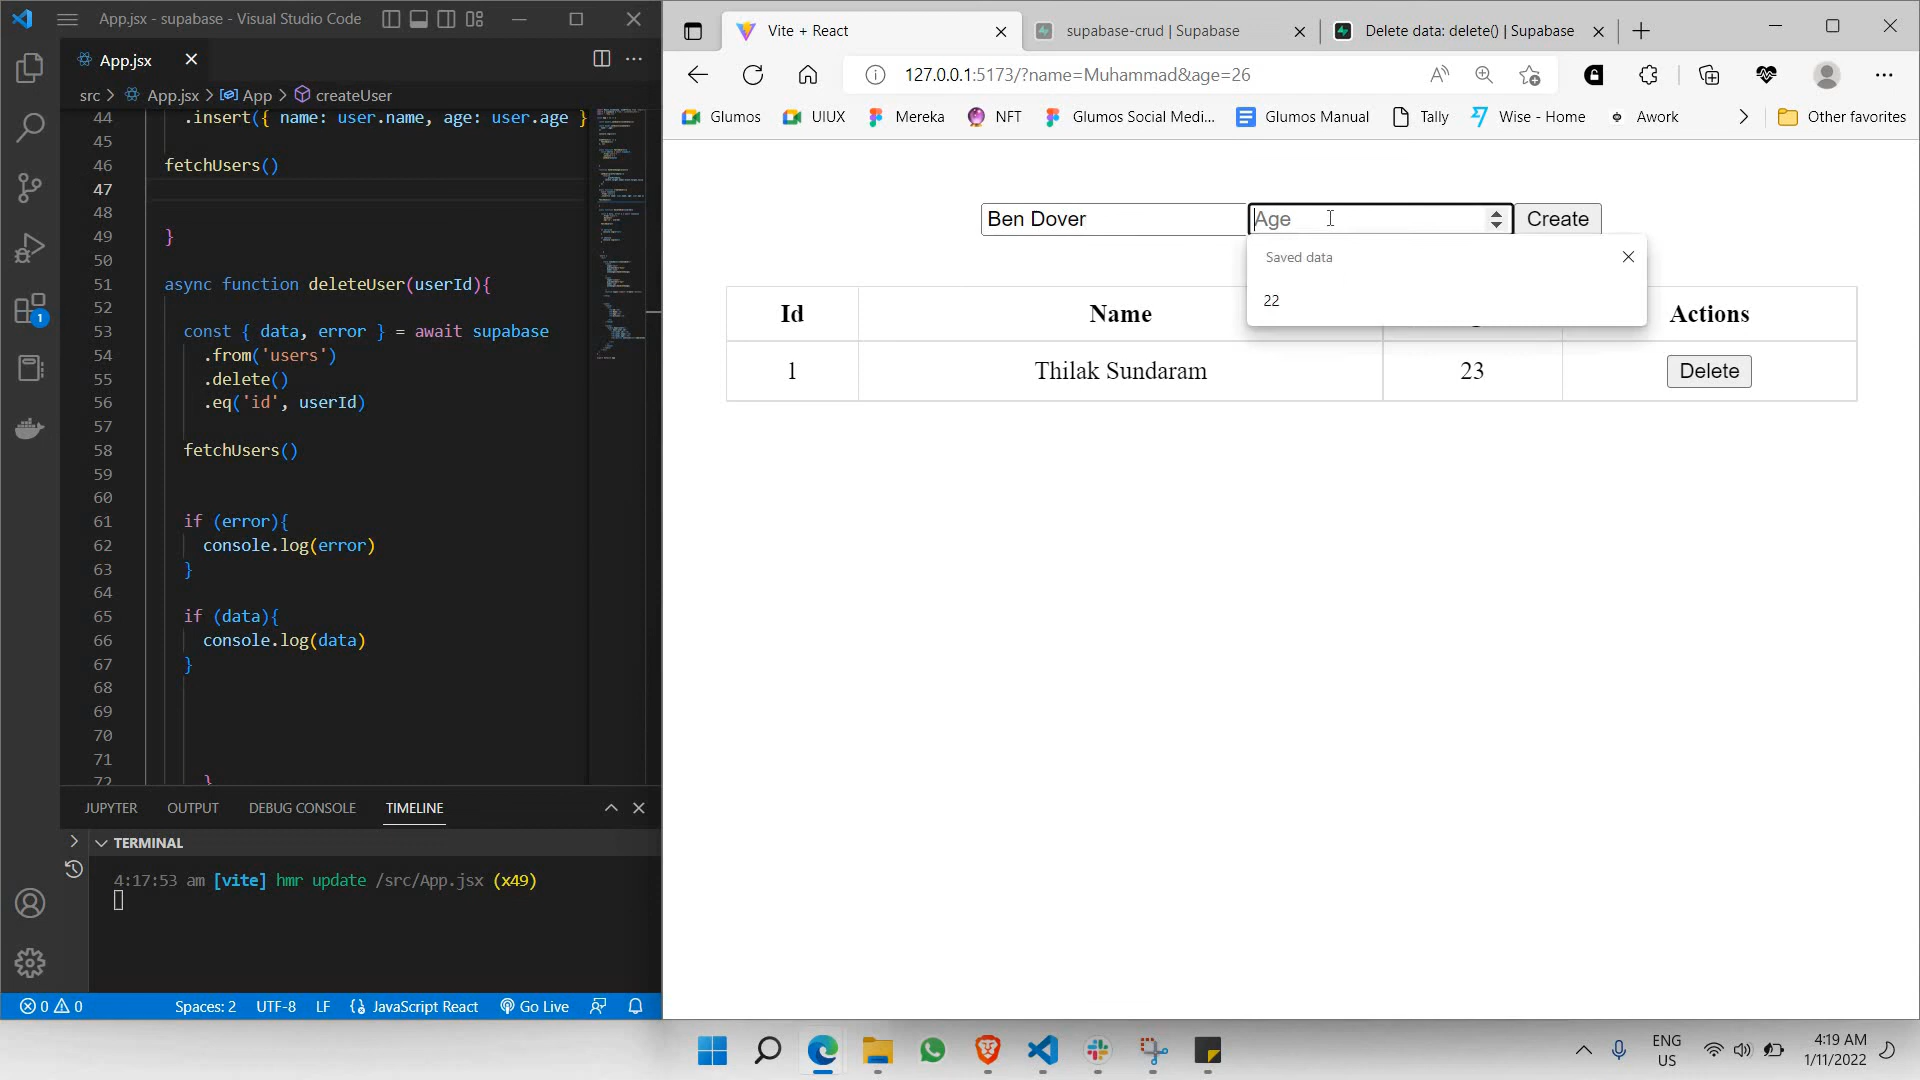 App.jsx - supabase - Visual Studio Code
App.jsx
src > App.jsx > App > createUser
44 .insert({ name: user.name, age: user.age }
45
46 fetchUsers()
47
48
49 }
50
51 async function deleteUser(userId){
52
53 const { data, error } = await supabase
54 .from('users')
55 .delete()
56 .eq('id', userId)
57
58 fetchUsers()
59
60
61 if (error){
62 console.log(error)
63 }
64
65 if (data){
66 console.log(data)
67 }
68
69
70
71
72 }
JUPYTER OUTPUT DEBUG CONSOLE TIMELINE
TERMINAL
4:17:53 am [vite] hmr update /src/App.jsx (x49)
1
0 0 Spaces: 2 UTF-8 LF JavaScript React Go Live
Vite + React
supabase-crud | Supabase
Delete data: delete() | Supabase
127.0.0.1:5173/?name=Muhammad&age=26
Glumos UIUX Mereka NFT Glumos Social Medi... Glumos Manual Tally Wise - Home Awork Other favorites
Ben Dover Age Create
Saved data
22
Id Name Actions
1 Thilak Sundaram 23 Delete
ENG
US
4:19 AM
1/11/2022